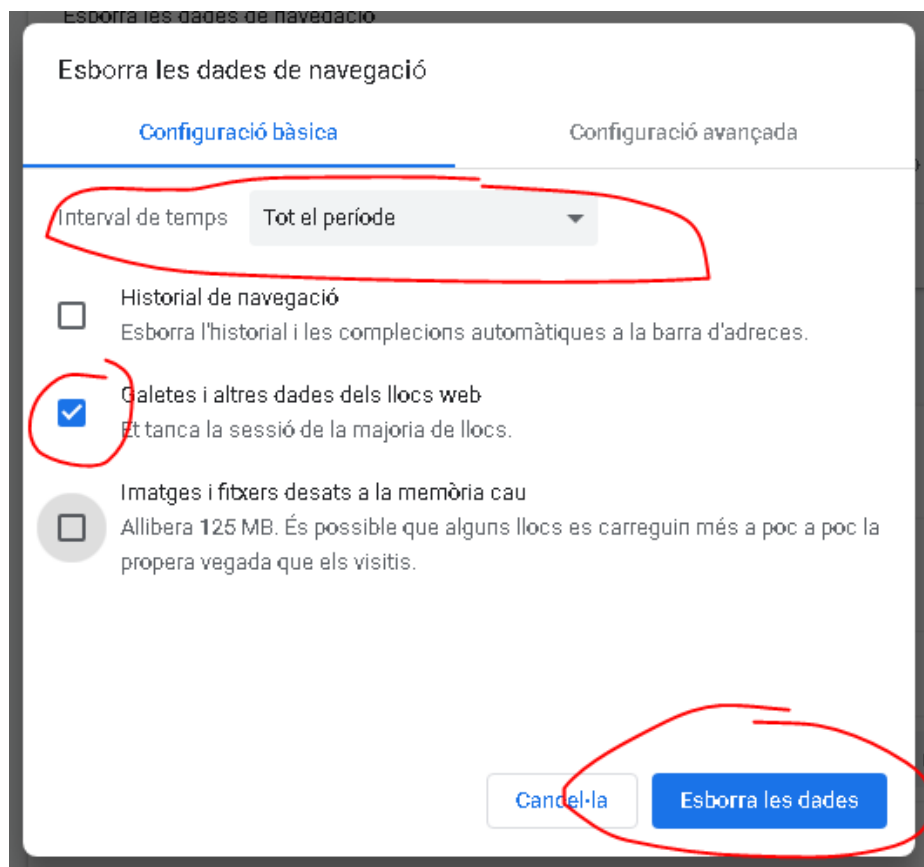 Esborra les dades de navegació
Esborra les dades de navegació
Configuració bàsica
Configuració avançada
Interval de temps
Tot el període
Historial de navegació
Esborra l'historial i les complecions automàtiques a la barra d'adreces.
Galetes i altres dades dels llocs web
Et tanca la sessió de la majoria de llocs.
Imatges i fitxers desats a la memòria cau
Allibera 125 MB. És possible que alguns llocs es carreguin més a poc a poc la
propera vegada que els visitis.
Cancel·la
Esborra les dades